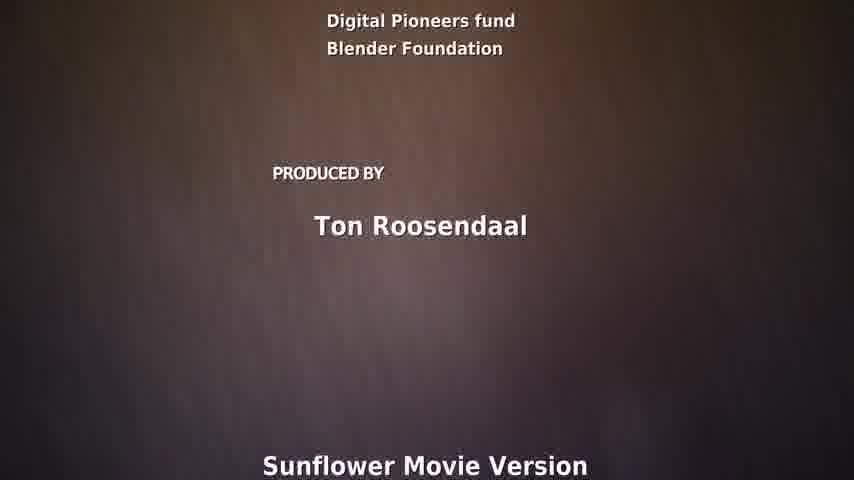 Digital Pioneers fund
Blender Foundation
PRODUCED BY
Ton Roosendaal
Sunflower Movie Version